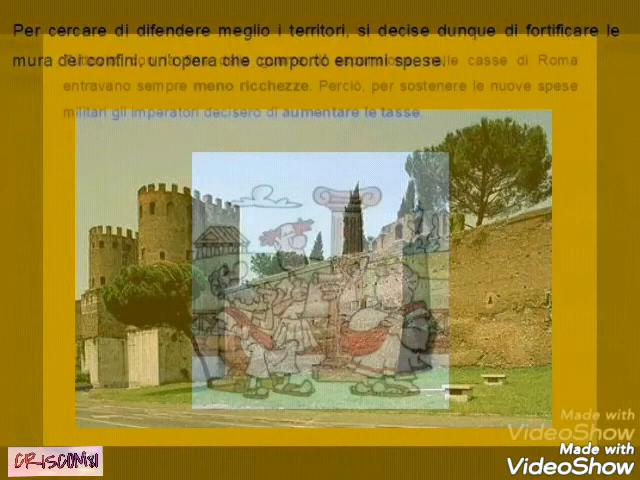 Per cercare di difendere meglio i territori, si decise dunque di fortificare le
mura dei confini, un'opera che comportò enormi spese.
nelle casse di Roma
entravano sempre meno ricchezze. Perciò, per sostenere le nuove spese
militari gli imperatori decisero di aumentare le tasse.
Made with
VideoShow
Made with
VideoShow